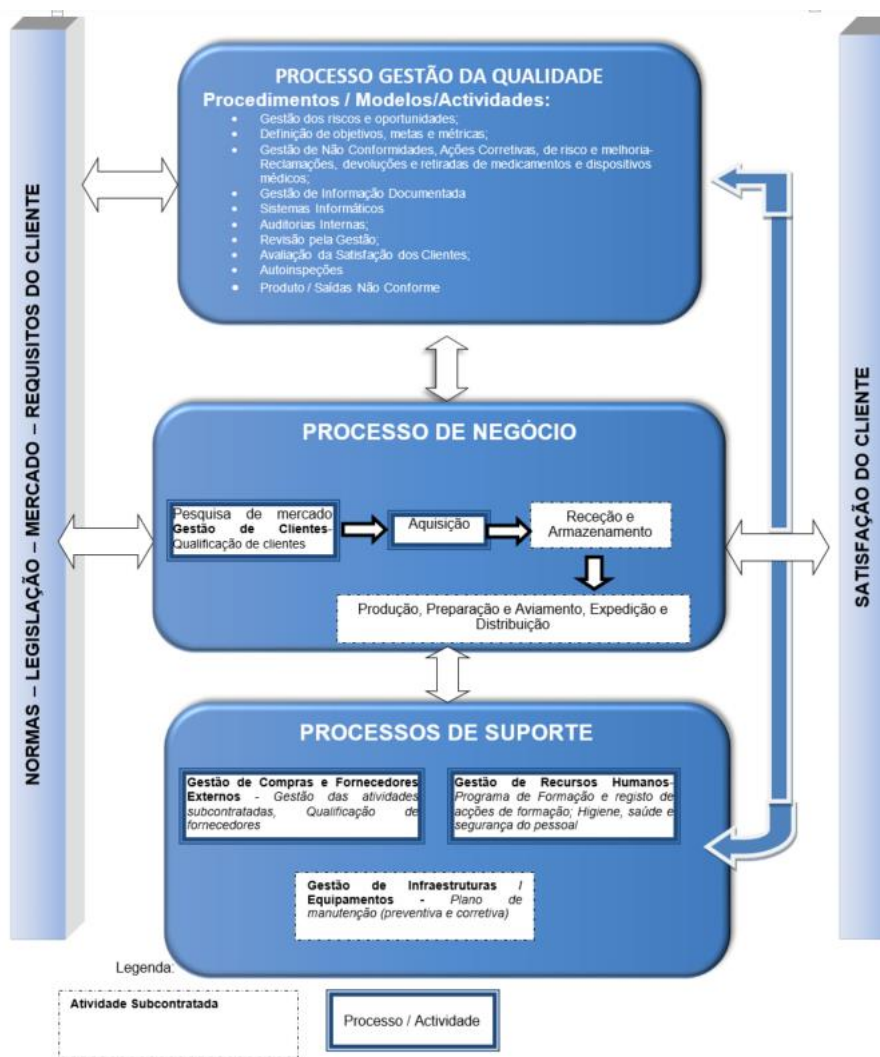 NORMAS – LEGISLAÇÃO – MERCADO – REQUISITOS DO CLIENTE
PROCESSO GESTÃO DA QUALIDADE
Procedimentos / Modelos/Actividades:
• Gestão dos riscos e oportunidades;
• Definição de objetivos, metas e métricas;
• Gestão de Não Conformidades, Ações Corretivas, de risco e melhoria-
Reclamações, devoluções e retiradas de medicamentos e dispositivos
médicos;
• Gestão de Informação Documentada
• Sistemas Informáticos
• Auditorias Internas;
• Revisão pela Gestão;
• Avaliação da Satisfação dos Clientes;
• Autoinspeções
• Produto / Saídas Não Conforme
PROCESSO DE NEGÓCIO
Pesquisa de mercado
Gestão de Clientes-
Qualificação de clientes
Aquisição
Receção e
Armazenamento
Produção, Preparação e Aviamento, Expedição e
Distribuição
PROCESSOS DE SUPORTE
Gestão de Compras e Fornecedores
Externos - Gestão das atividades
subcontratadas, Qualificação de
fornecedores
Gestão de Recursos Humanos-
Programa de Formação e registo de
acções de formação; Higiene, saúde e
segurança do pessoal
Gestão de Infraestruturas /
Equipamentos - Plano de
manutenção (preventiva e corretiva)
SATISFAÇÃO DO CLIENTE
Legenda:
Atividade Subcontratada
Processo / Actividade